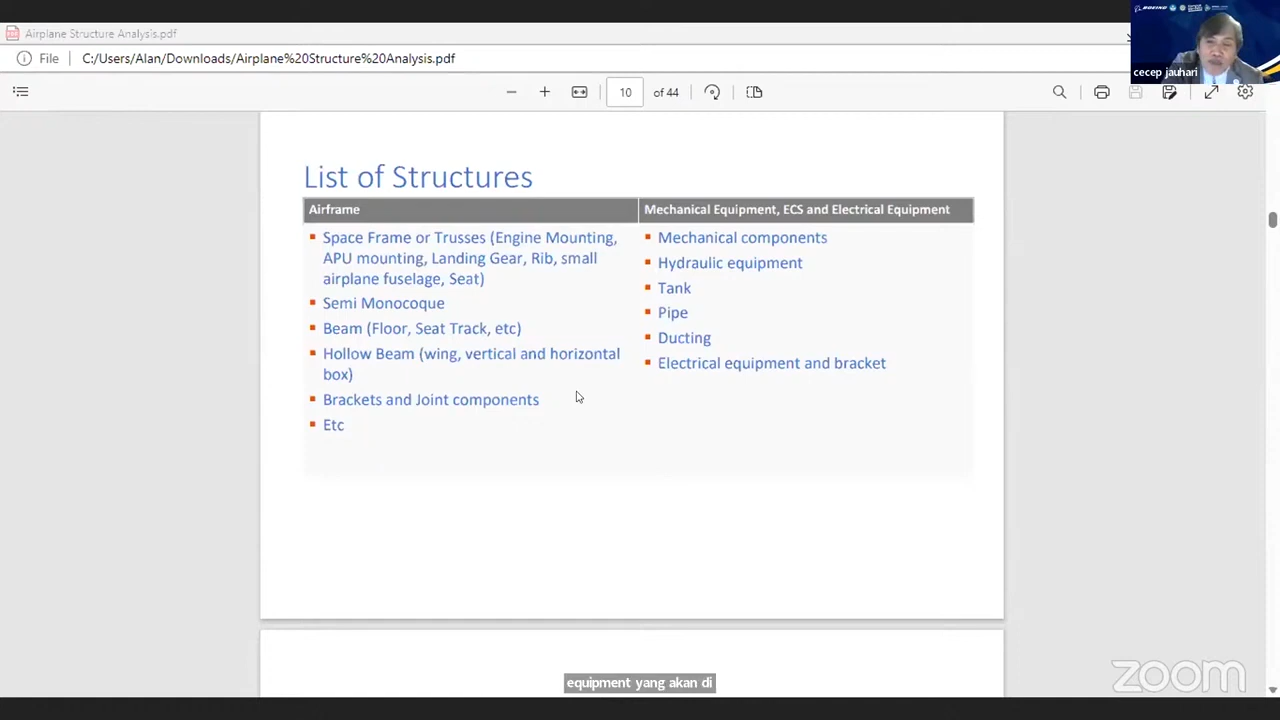 Airplane Structure Analysis.pdf
File C:/Users/Alan/Downloads/Airplane%20Structure%20Analysis.pdf
10 of 44
BOEING
cecep jauhari
List of Structures
Airframe
Space Frame or Trusses (Engine Mounting,
APU mounting, Landing Gear, Rib, small
airplane fuselage, Seat)
Semi Monocoque
Beam (Floor, Seat Track, etc)
Hollow Beam (wing, vertical and horizontal
box)
Brackets and Joint components
Etc
Mechanical Equipment, ECS and Electrical Equipment
Mechanical components
Hydraulic equipment
Tank
Pipe
Ducting
Electrical equipment and bracket
equipment yang akan di
zoom